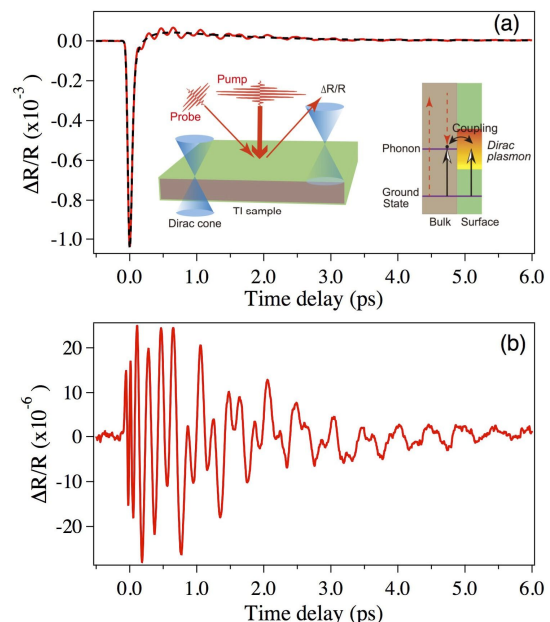 (a)
0.0
-0.2
-0.4
-0.6
-0.8
-1.0
ΔR/R (x10⁻³)
Pump
Probe
ΔR/R
Dirac cone
TI sample
Coupling
Phonon
Dirac
plasmon
Ground
State
Bulk Surface
0.0 1.0 2.0 3.0 4.0 5.0 6.0
Time delay (ps)
(b)
20
10
0
-10
-20
ΔR/R (x10⁻⁶)
0.0 1.0 2.0 3.0 4.0 5.0 6.0
Time delay (ps)